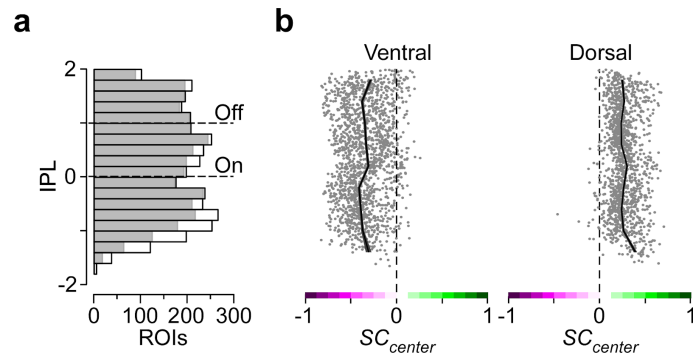 a
b
Ventral
Dorsal
2
Off
On
IPL
0
-2
0 100 200 300
ROIs
-1 0 1
SCcenter
-1 0 1
SCcenter